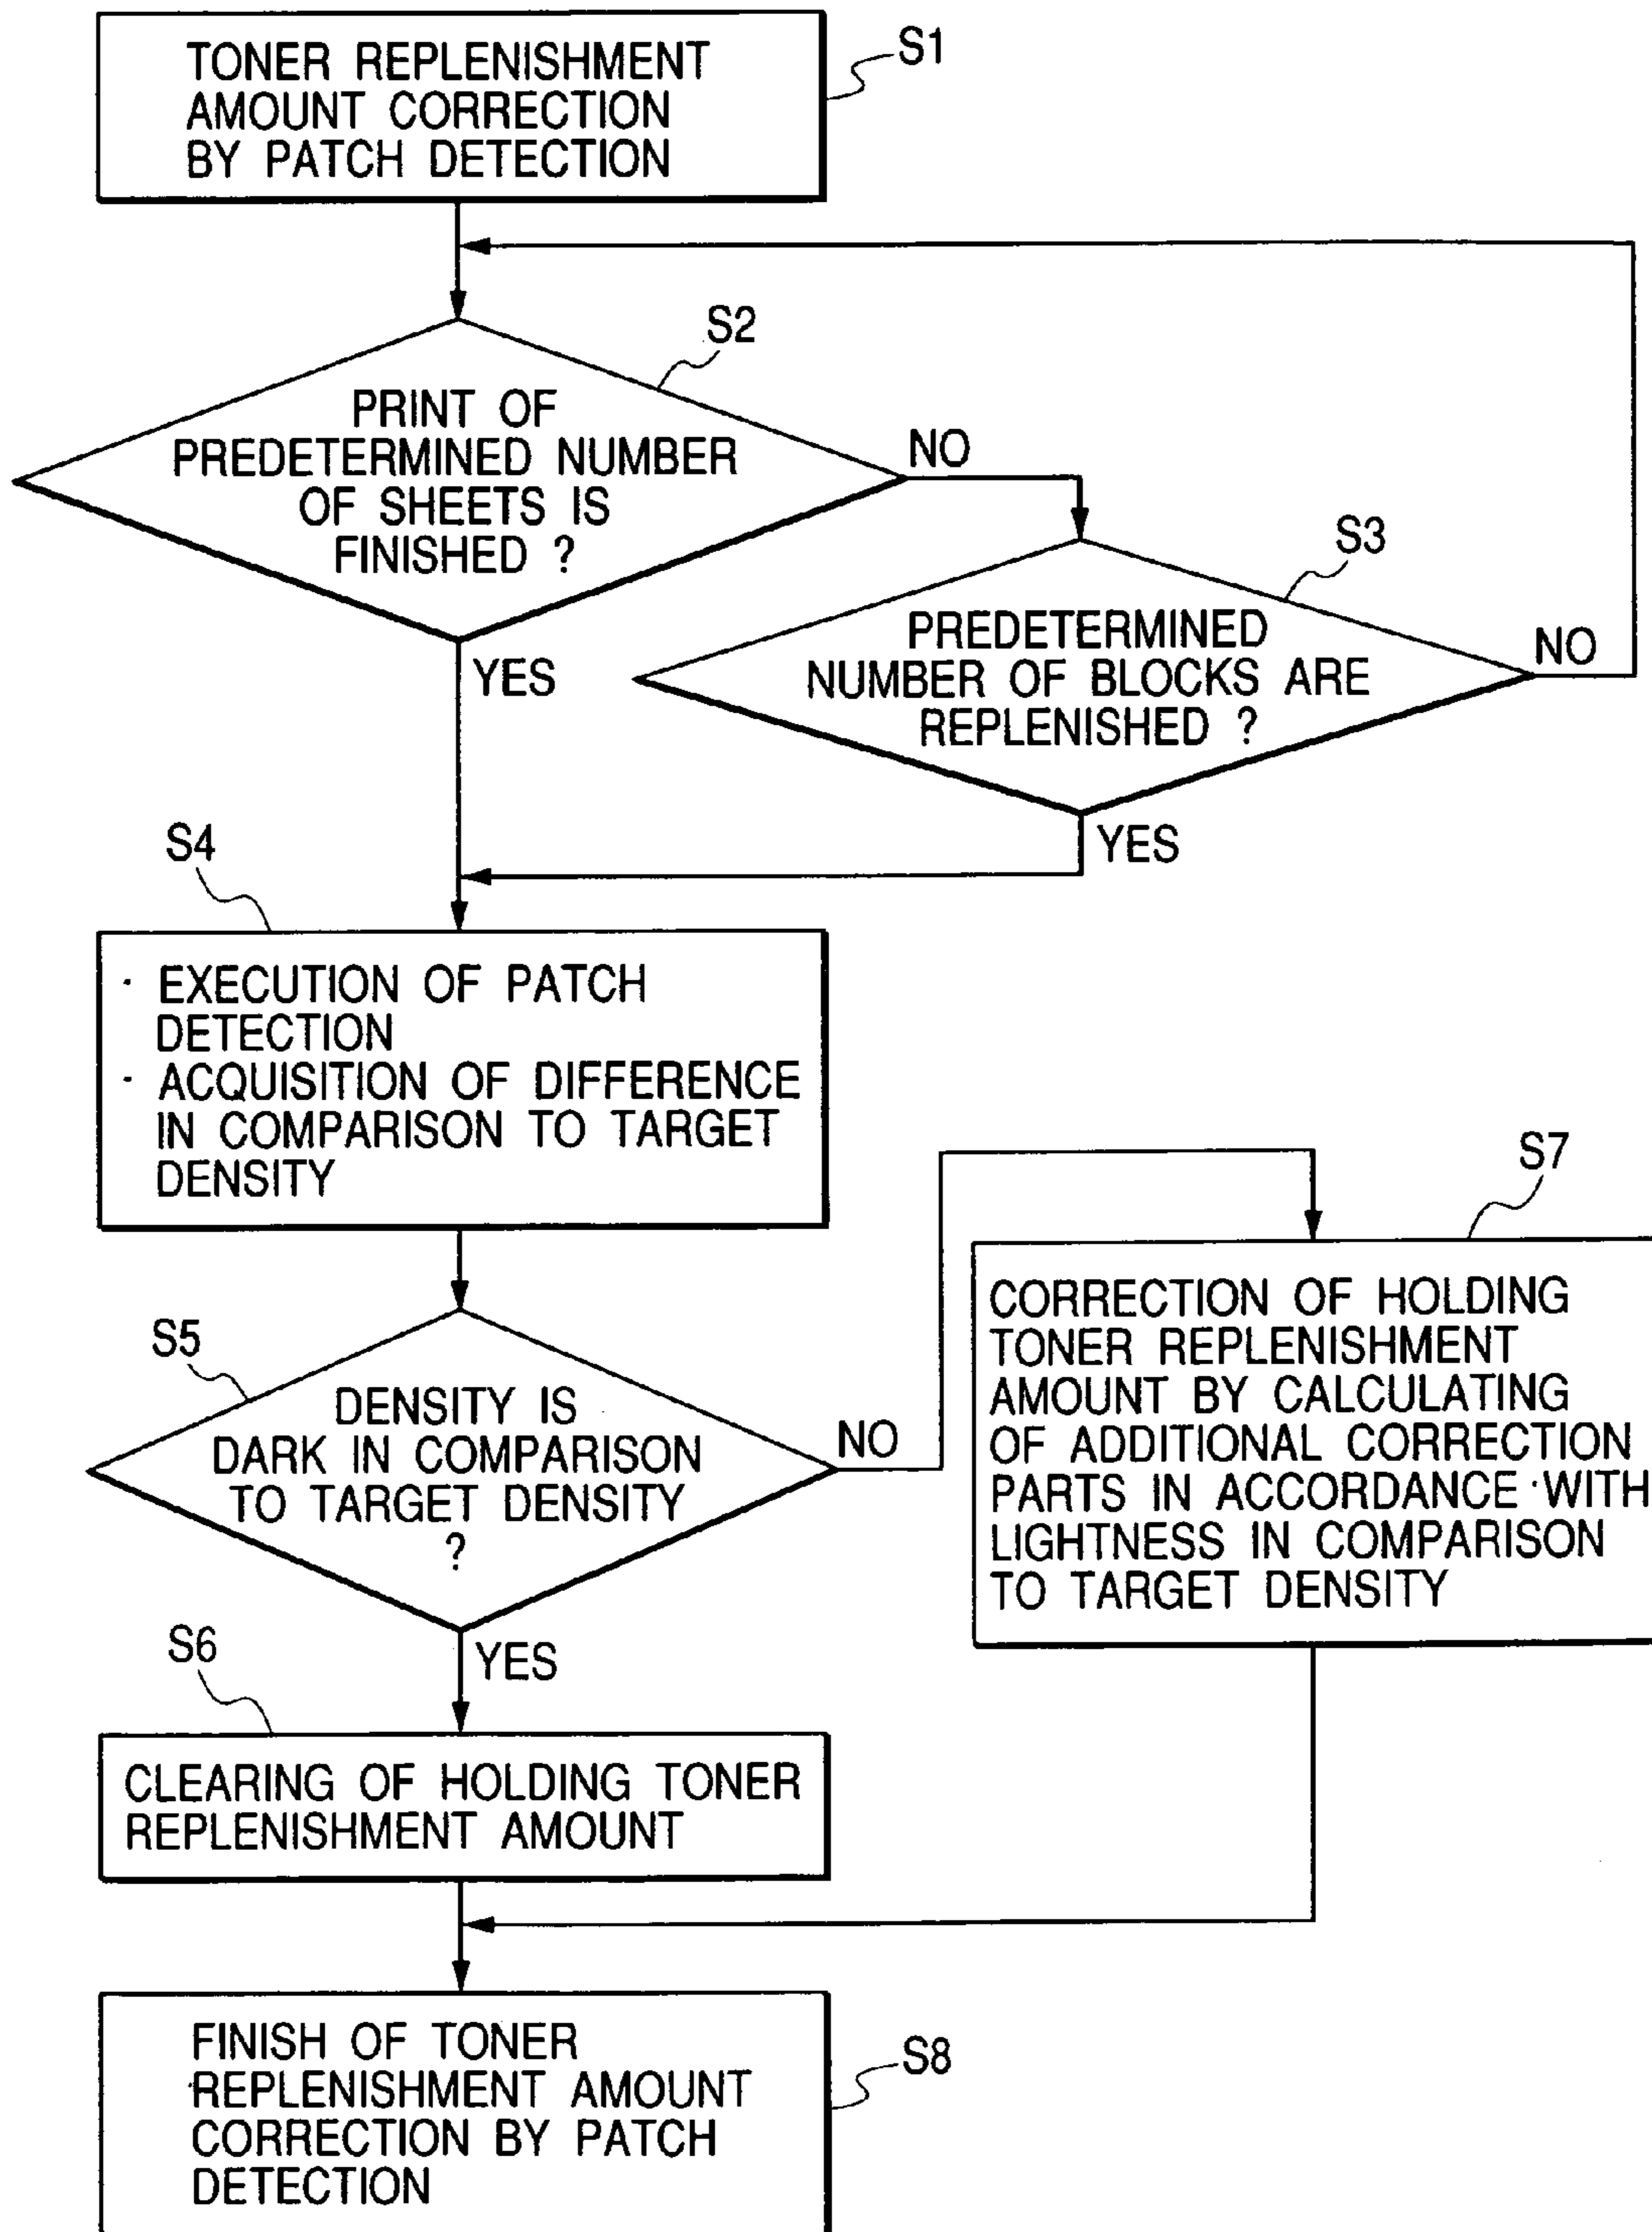 TONER REPLENISHMENT
AMOUNT CORRECTION
BY PATCH DETECTION
S1
S2
PRINT OF
PREDETERMINED NUMBER
OF SHEETS IS
FINISHED ?
NO
YES
S3
PREDETERMINED
NUMBER OF BLOCKS ARE
REPLENISHED ?
NO
YES
S4
· EXECUTION OF PATCH
DETECTION
· ACQUISITION OF DIFFERENCE
IN COMPARISON TO TARGET
DENSITY
S5
DENSITY IS
DARK IN COMPARISON
TO TARGET DENSITY
?
NO
YES
S7
CORRECTION OF HOLDING
TONER REPLENISHMENT
AMOUNT BY CALCULATING
OF ADDITIONAL CORRECTION
PARTS IN ACCORDANCE WITH
LIGHTNESS IN COMPARISON
TO TARGET DENSITY
S6
CLEARING OF HOLDING TONER
REPLENISHMENT AMOUNT
FINISH OF TONER
REPLENISHMENT AMOUNT
CORRECTION BY PATCH
DETECTION
S8